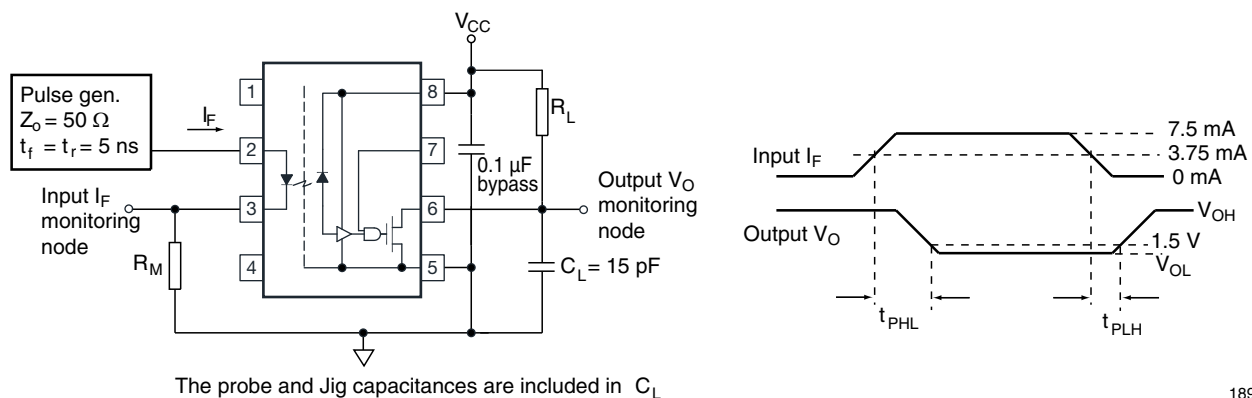 V_CC
Pulse gen.
Z_o = 50 Ω
t_f = t_r = 5 ns
I_F
1
2
3
4
8
7
6
5
R_L
0.1 µF
bypass
Input I_F
monitoring
node
R_M
Output V_O
monitoring
node
C_L = 15 pF
The probe and Jig capacitances are included in C_L
Input I_F
7.5 mA
3.75 mA
0 mA
Output V_O
V_OH
1.5 V
V_OL
t_PHL
t_PLH
189